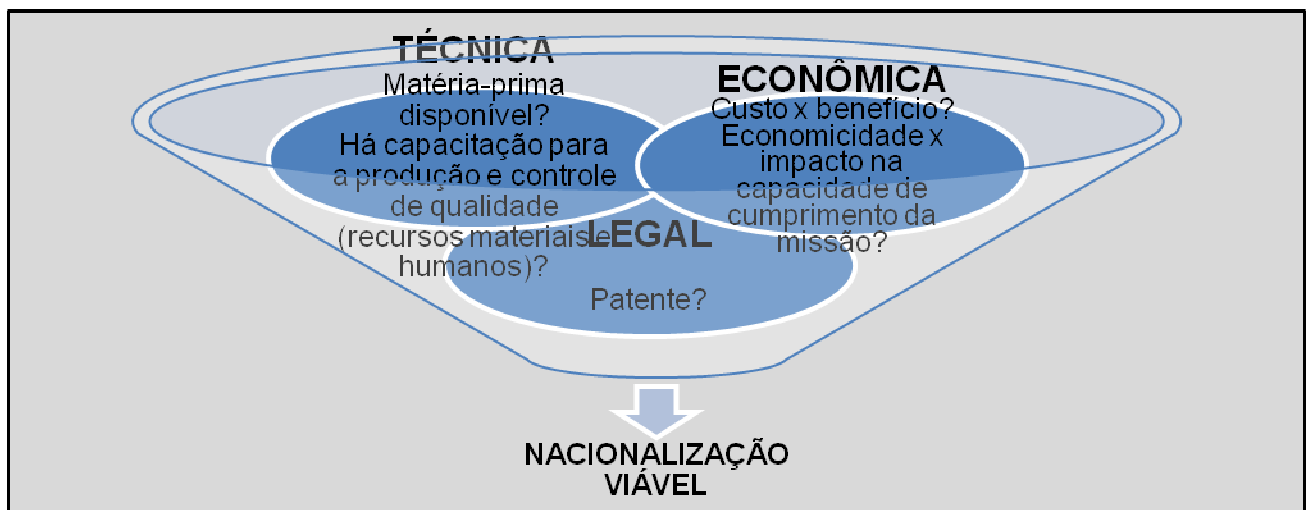 TÉCNICA
Matéria-prima
disponível?
Há capacitação para
a produção e controle
de qualidade
(recursos materiais e
humanos)?
ECONÔMICA
Custo x benefício?
Economicidade x
impacto na
capacidade de
cumprimento da
missão?
LEGAL
Patente?
NACIONALIZAÇÃO
VIÁVEL